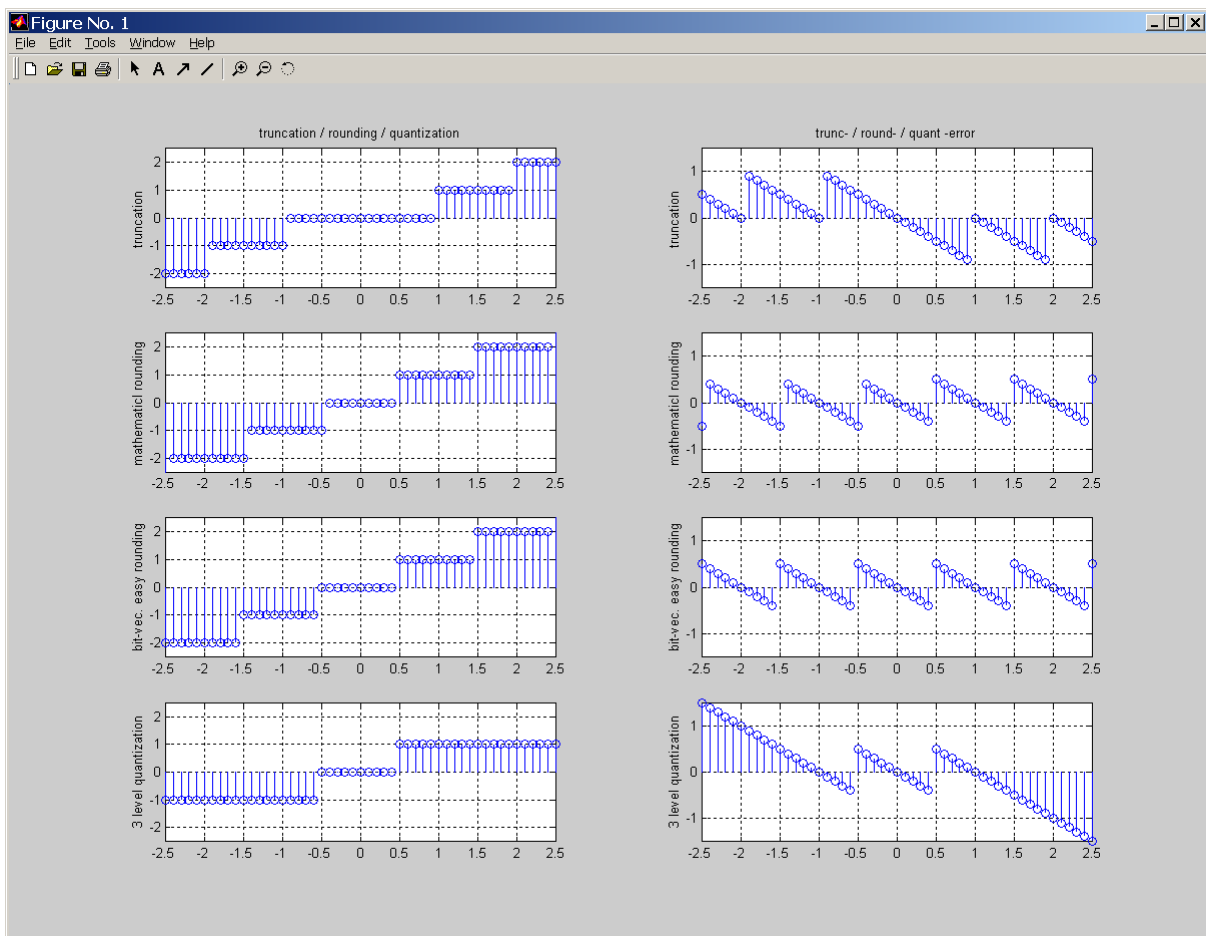 Figure No. 1
File Edit Tools Window Help
A
truncation / rounding / quantization
truncation
2
1
0
-1
-2
-2.5 -2 -1.5 -1 -0.5 0 0.5 1 1.5 2 2.5
trunc- / round- / quant -error
truncation
1
0
-1
-2.5 -2 -1.5 -1 -0.5 0 0.5 1 1.5 2 2.5
mathematicl rounding
2
1
0
-1
-2
-2.5 -2 -1.5 -1 -0.5 0 0.5 1 1.5 2 2.5
mathematicl rounding
1
0
-1
-2.5 -2 -1.5 -1 -0.5 0 0.5 1 1.5 2 2.5
bit-vec. easy rounding
2
1
0
-1
-2
-2.5 -2 -1.5 -1 -0.5 0 0.5 1 1.5 2 2.5
bit-vec. easy rounding
1
0
-1
-2.5 -2 -1.5 -1 -0.5 0 0.5 1 1.5 2 2.5
3 level quantization
2
1
0
-1
-2
-2.5 -2 -1.5 -1 -0.5 0 0.5 1 1.5 2 2.5
3 level quantization
1
0
-1
-2.5 -2 -1.5 -1 -0.5 0 0.5 1 1.5 2 2.5